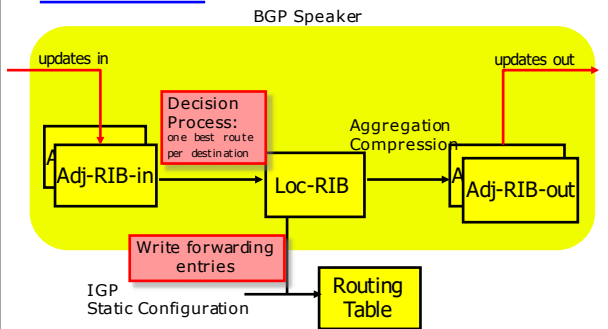 BGP Speaker
updates in
updates out
Decision
Process:
one best route
per destination
Aggregation
Compression
A
Adj-RIB-in
Loc-RIB
A
Adj-RIB-out
Write forwarding
entries
IGP
Static Configuration
Routing
Table